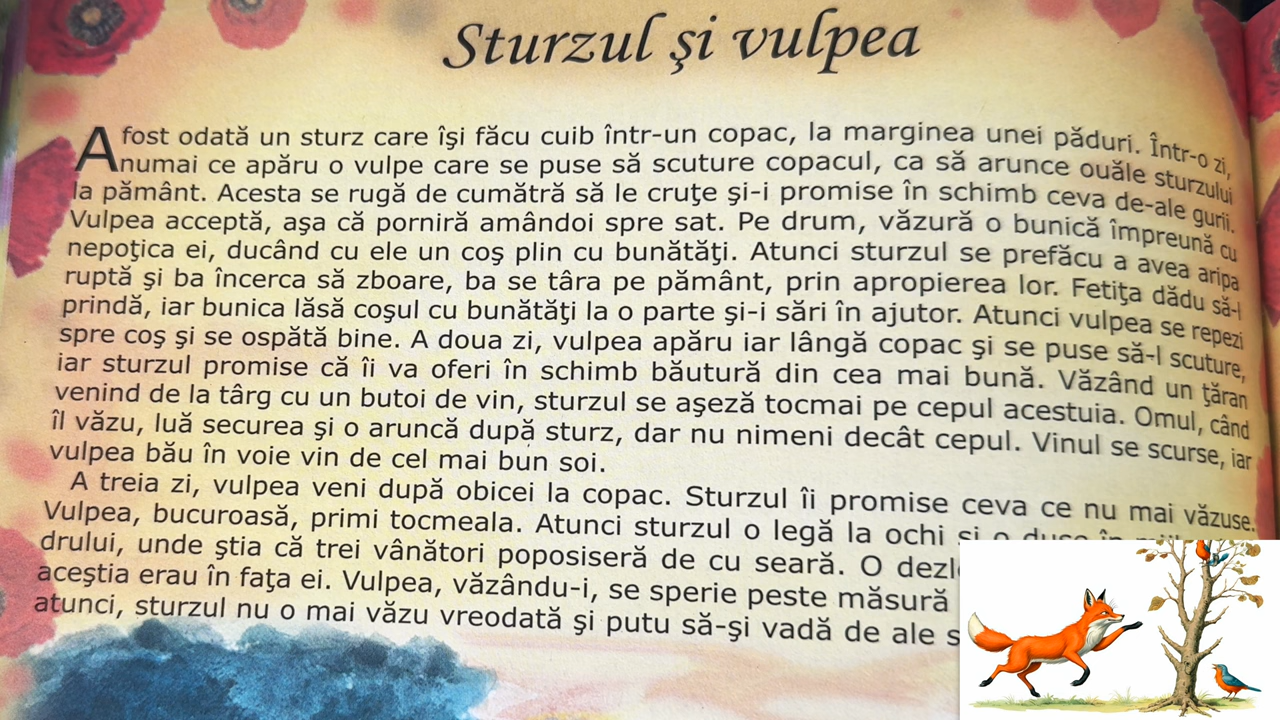 Sturzul şi vulpea
A fost odată un sturz care îşi făcu cuib într-un copac, la marginea unei păduri. Într-o zi,
numai ce apăru o vulpe care se puse să scuture copacul, ca să arunce ouăle sturzului
la pământ. Acesta se rugă de cumătră să le cruţe şi-i promise în schimb ceva de-ale gurii.
Vulpea acceptă, aşa că porniră amândoi spre sat. Pe drum, văzură o bunică împreună cu
nepoţica ei, ducând cu ele un coş plin cu bunătăţi. Atunci sturzul se prefăcu a avea aripa
ruptă şi ba încerca să zboare, ba se târa pe pământ, prin apropierea lor. Fetiţa dădu să-l
prindă, iar bunica lăsă coşul cu bunătăţi la o parte şi-i sări în ajutor. Atunci vulpea se repezi
spre coş şi se ospătă bine. A doua zi, vulpea apăru iar lângă copac şi se puse să-l scuture,
iar sturzul promise că îi va oferi în schimb băutură din cea mai bună. Văzând un ţăran
venind de la târg cu un butoi de vin, sturzul se aşeză tocmai pe cepul acestuia. Omul, când
îl văzu, luă securea şi o aruncă după sturz, dar nu nimeni decât cepul. Vinul se scurse, iar
vulpea bău în voie vin de cel mai bun soi.
A treia zi, vulpea veni după obicei la copac. Sturzul îi promise ceva ce nu mai văzuse.
Vulpea, bucuroasă, primi tocmeala. Atunci sturzul o legă la ochi şi o duse în
drului, unde ştia că trei vânători poposiseră de cu seară. O
aceştia erau în faţa ei. Vulpea, văzându-i, se sperie peste măsură
atunci, sturzul nu o mai văzu vreodată şi putu să-şi vadă de ale